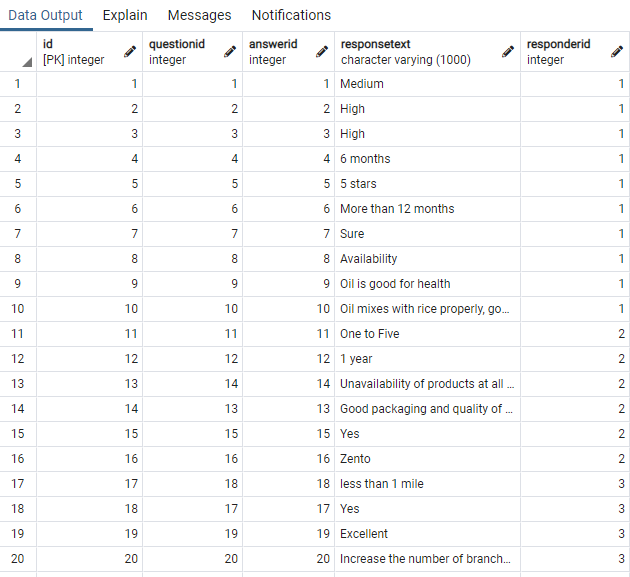 Data Output Explain Messages Notifications
id questionid answerid responsetext responderid
[PK] integer integer integer character varying (1000) integer
1 1 1 1 Medium 1
2 2 2 2 High 1
3 3 3 3 High 1
4 4 4 4 6 months 1
5 5 5 5 5 stars 1
6 6 6 6 More than 12 months 1
7 7 7 7 Sure 1
8 8 8 8 Availability 1
9 9 9 9 Oil is good for health 1
10 10 10 10 Oil mixes with rice properly, go... 1
11 11 11 11 One to Five 2
12 12 12 12 1 year 2
13 13 14 14 Unavailability of products at all ... 2
14 14 13 13 Good packaging and quality of ... 2
15 15 15 15 Yes 2
16 16 16 16 Zento 2
17 17 18 18 less than 1 mile 3
18 18 17 17 Yes 3
19 19 19 19 Excellent 3
20 20 20 20 Increase the number of branch... 3